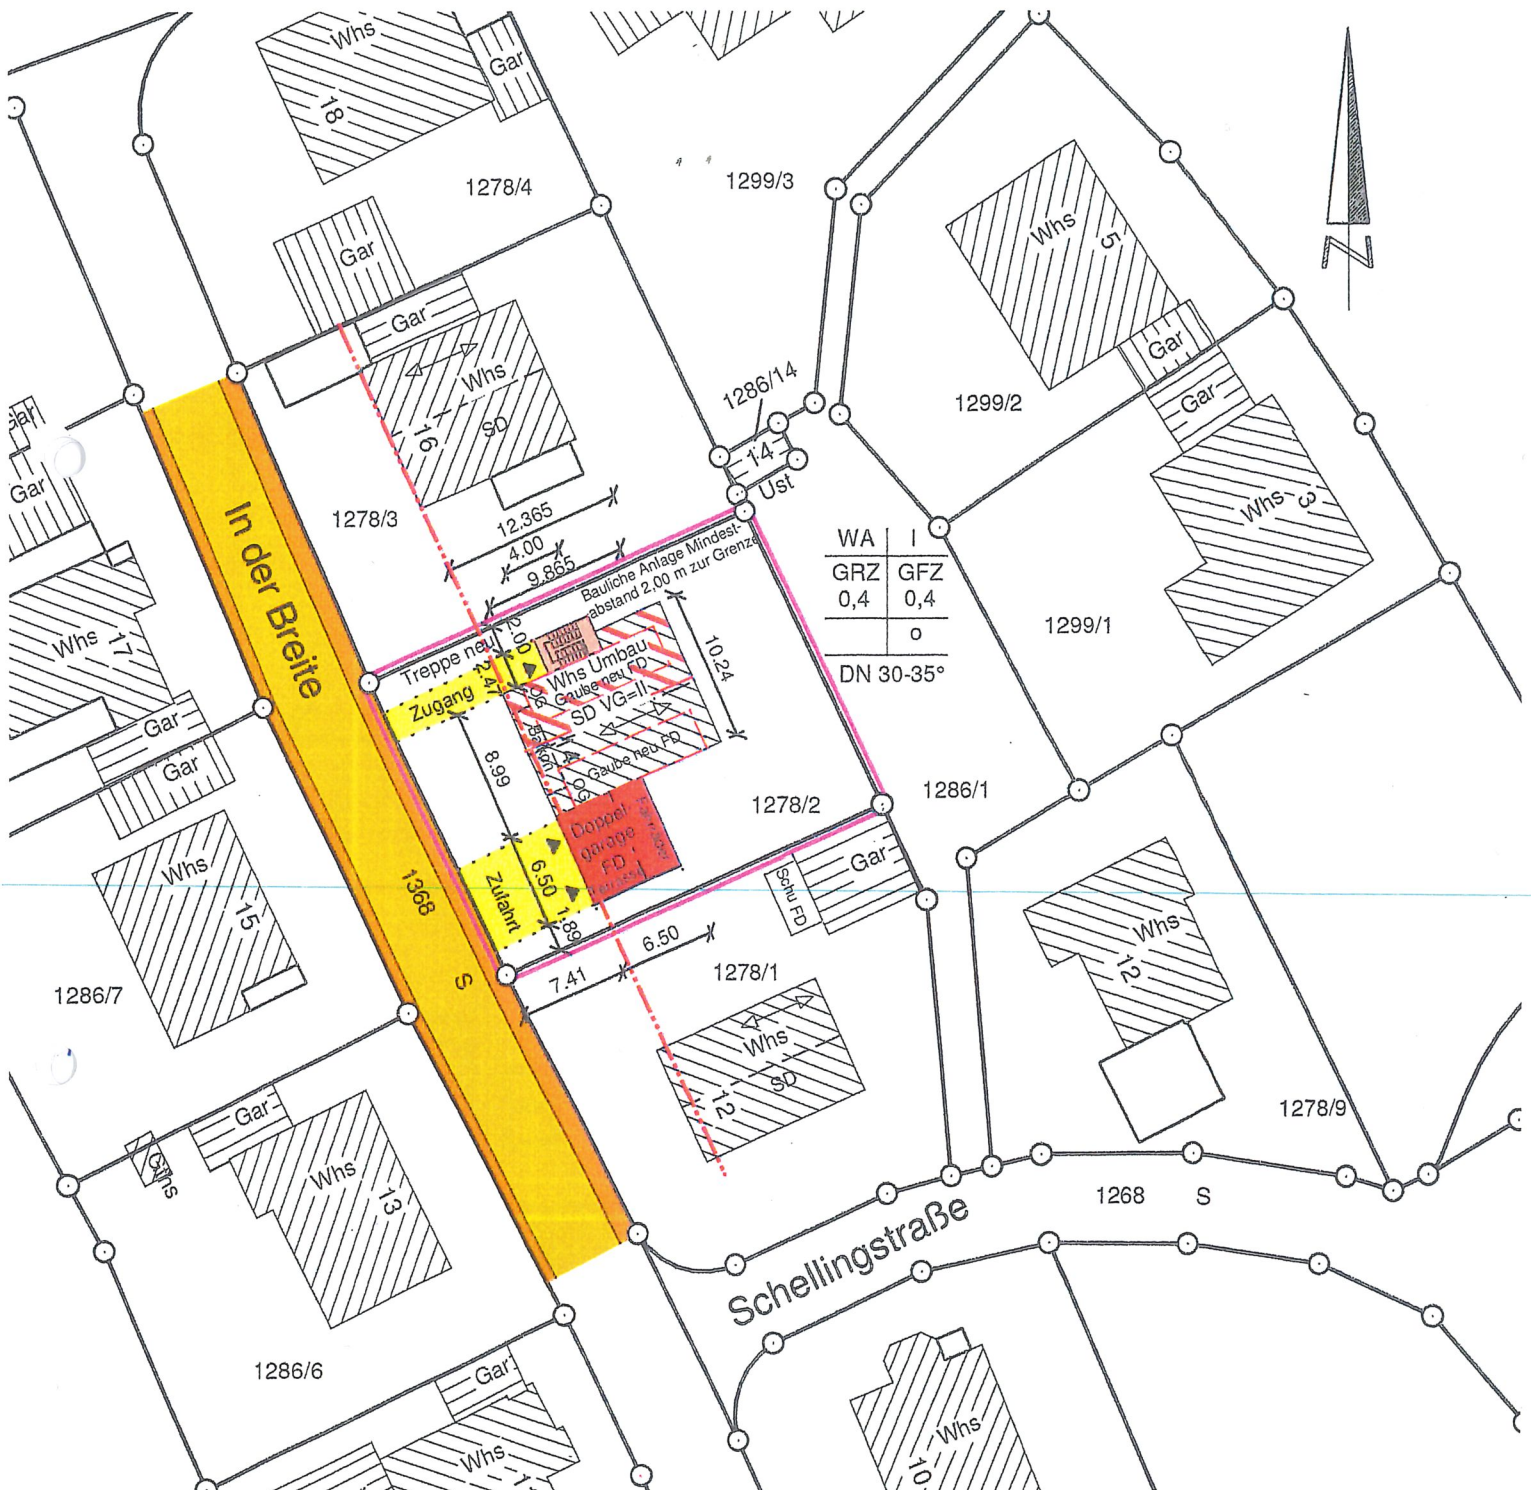 Whs
18
Gar
1278/4
1299/3
Whs
5
N
Gar
Gar
Whs
16
SD
1286/14
14
Ust
1299/2
Gar
Gar
Whs
3
Gar
Gar
In der Breite
1278/3
12.365
4.00
9.865
Bauliche Anlage Mindest-
abstand 2,00 m zur Grenze
WA I
GRZ GFZ
0,4 0,4
o
DN 30-35°
1299/1
Whs
17
Treppe neu
2.00
2.47
Zugang
Whs Umbau
Gaube neu FD
SD VG=II
Gaube neu FD
10.24
Gar
Gar
8.99
1278/2
1286/1
Doppel-
garage
FD
Terrasse
6.50
Zufahrt
1.89
Gar
Schu FD
Whs
15
1368
S
Whs
12
6.50
7.41
1278/1
1286/7
Whs
SD
12
1278/9
Gar
Whs
13
1268 S
Schellingstraße
1286/6
Gar
Whs
Whs
10